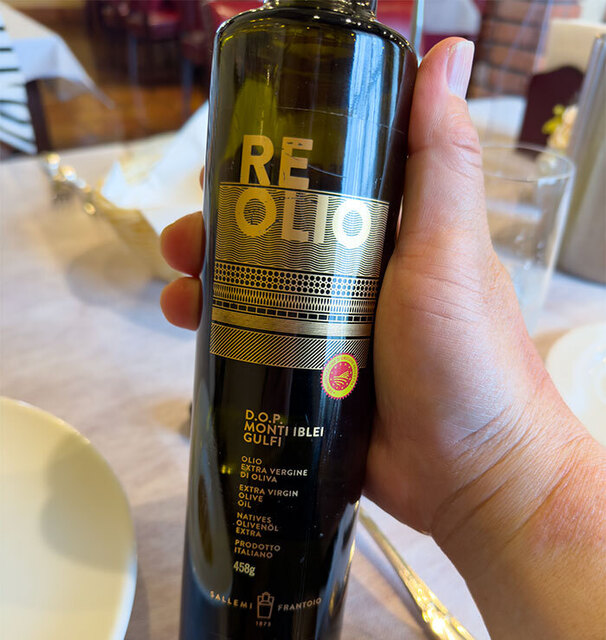 RE
OLIO
D.O.P.
MONTI IBLEI
GULFI
OLIO
EXTRA VERGINE
DI OLIVA
EXTRA VIRGIN
OLIVE
OIL
NATIVES
OLIVENÖL
EXTRA
PRODOTTO
ITALIANO
458g
SALLEMI FRANTOIO
1875